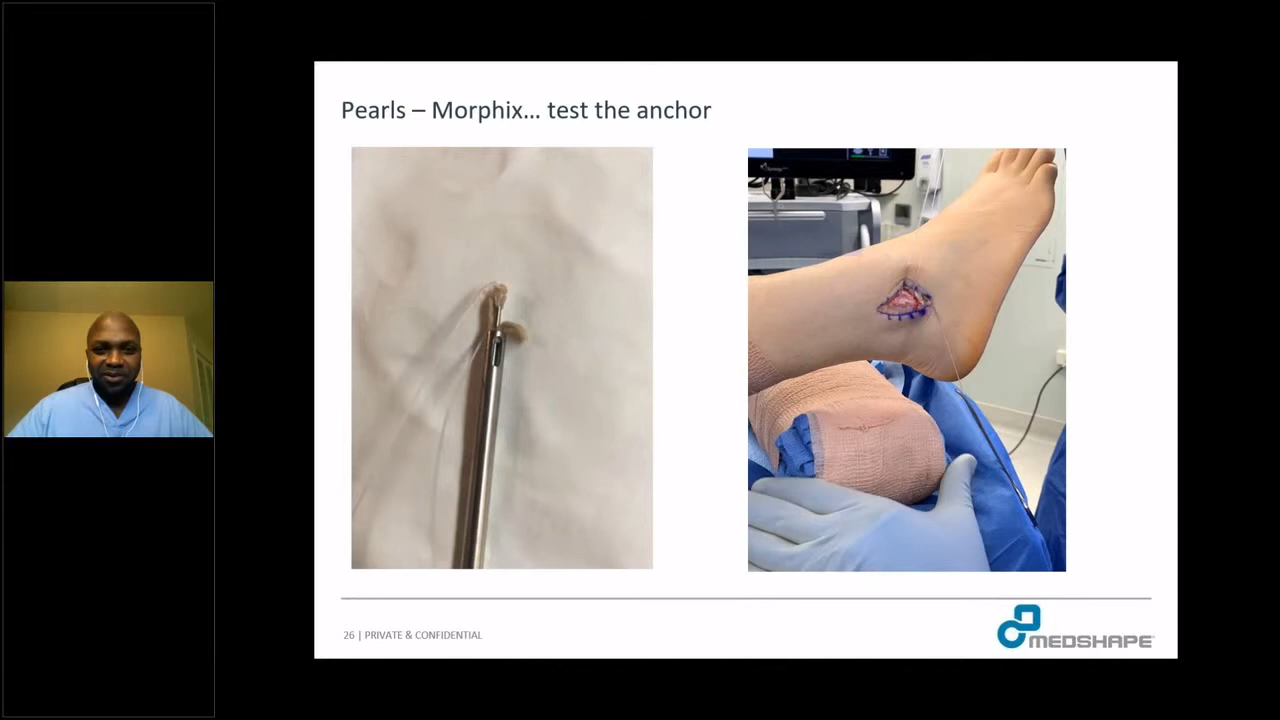 Pearls – Morphix... test the anchor
26 | PRIVATE & CONFIDENTIAL
MEDSHAPE